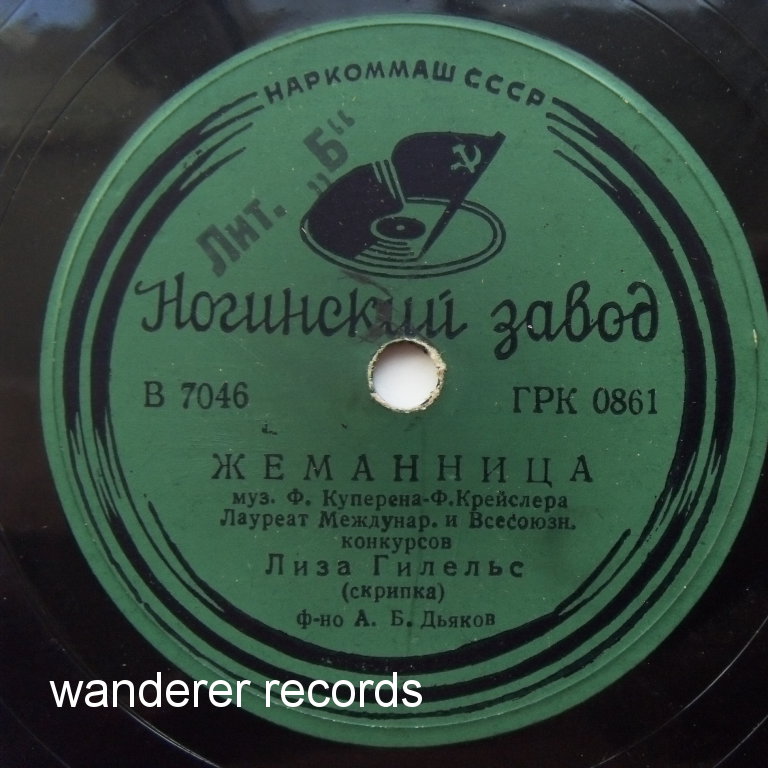 НАРКОММАШ СССР
Лит. „Б“
Ногинский завод
В 7046
ГРК 0861
ЖЕМАННИЦА
муз. Ф. Куперена-Ф.Крейслера
Лауреат Междунар. и Всесоюзн.
конкурсов
Лиза Гилельс
(скрипка)
ф-но А. Б. Дьяков
wanderer records